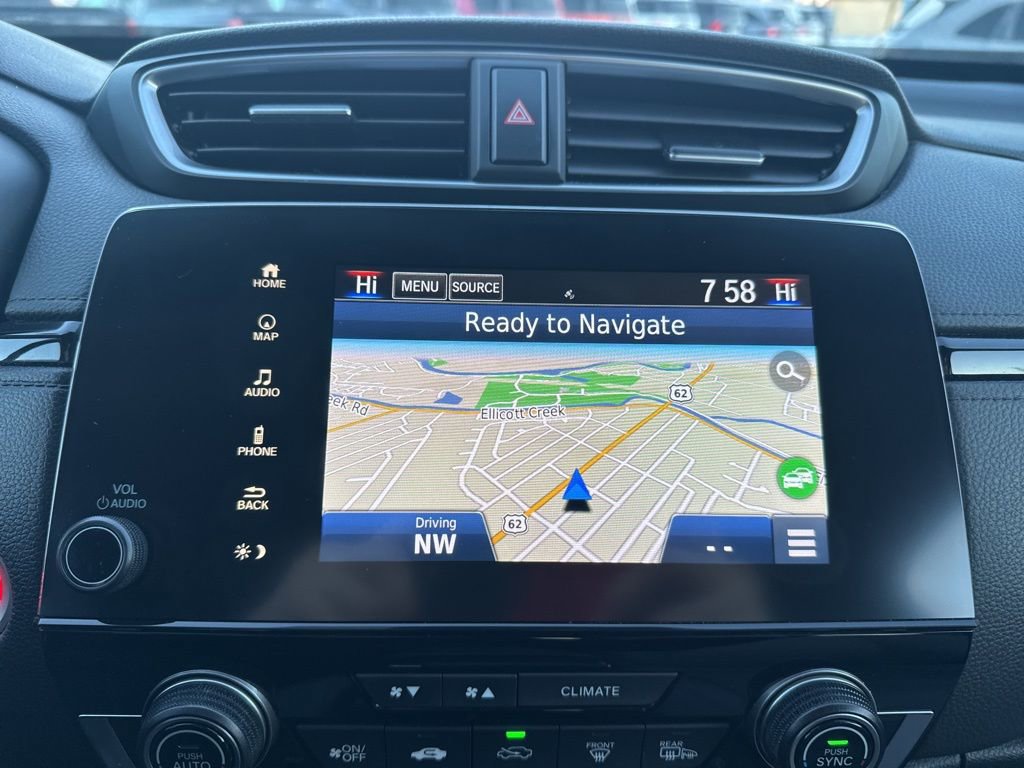 Hi MENU SOURCE 7 58 Hi
Ready to Navigate
HOME
MAP
AUDIO
PHONE
BACK
VOL
AUDIO
62
eek Rd
Ellicott Creek
62
Driving
NW
--
CLIMATE
ON/
OFF
FRONT
REAR
PUSH
AUTO
PUSH
SYNC